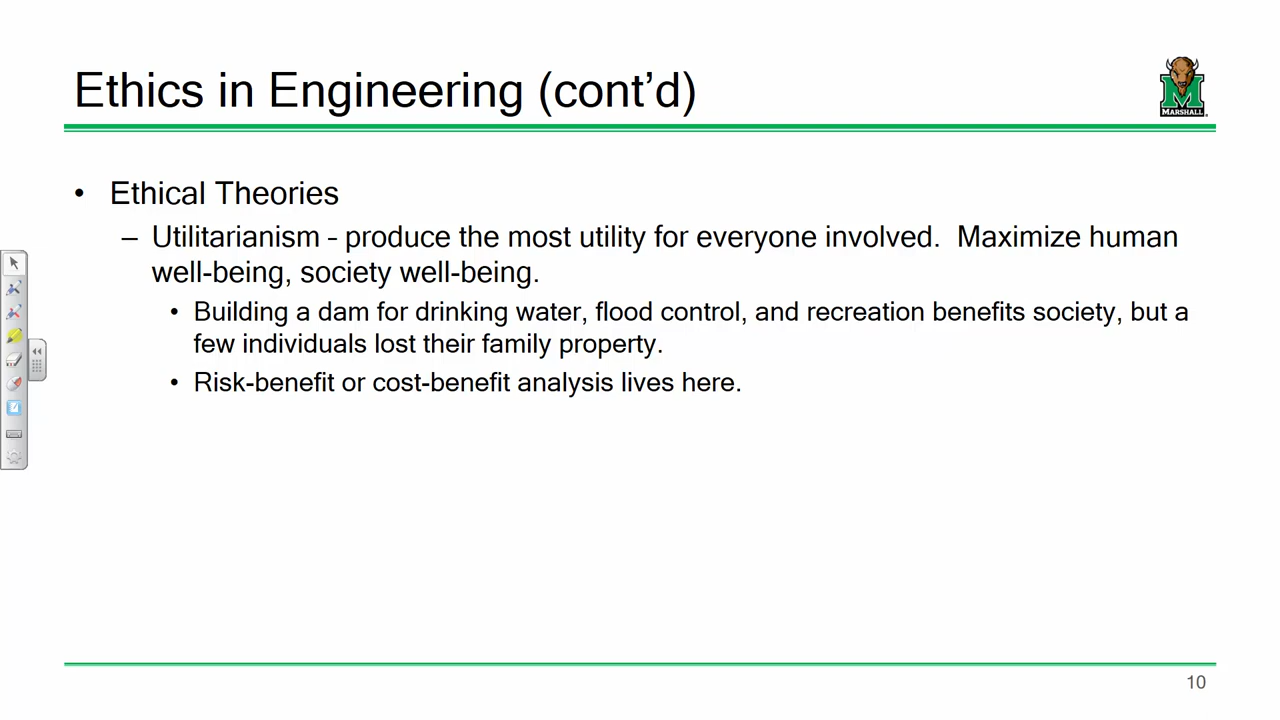 Ethics in Engineering (cont’d)
MARSHALL
• Ethical Theories
– Utilitarianism - produce the most utility for everyone involved.  Maximize human
well-being, society well-being.
• Building a dam for drinking water, flood control, and recreation benefits society, but a
few individuals lost their family property.
• Risk-benefit or cost-benefit analysis lives here.
10